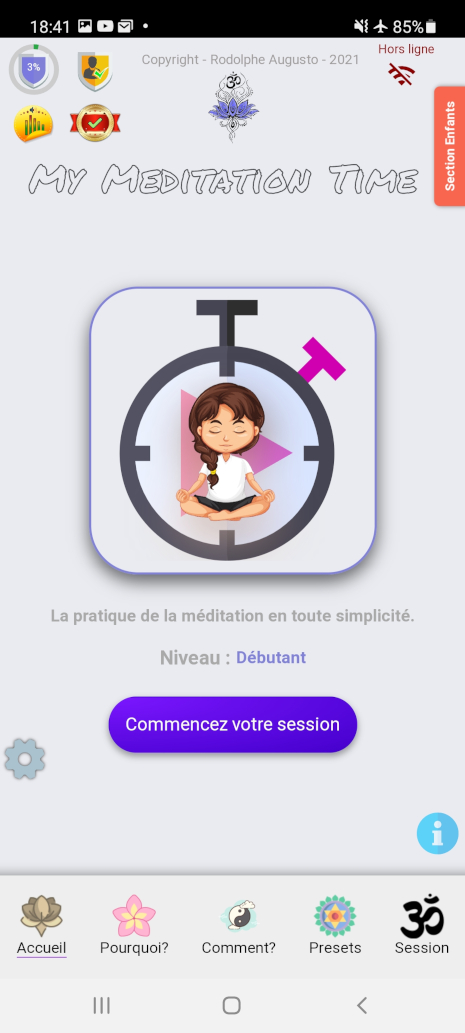 18:41
85%
3%
Copyright - Rodolphe Augusto - 2021
Hors ligne
Section Enfants
My Meditation Time
La pratique de la méditation en toute simplicité.
Niveau : Débutant
Commencez votre session
Accueil Pourquoi? Comment? Presets Session